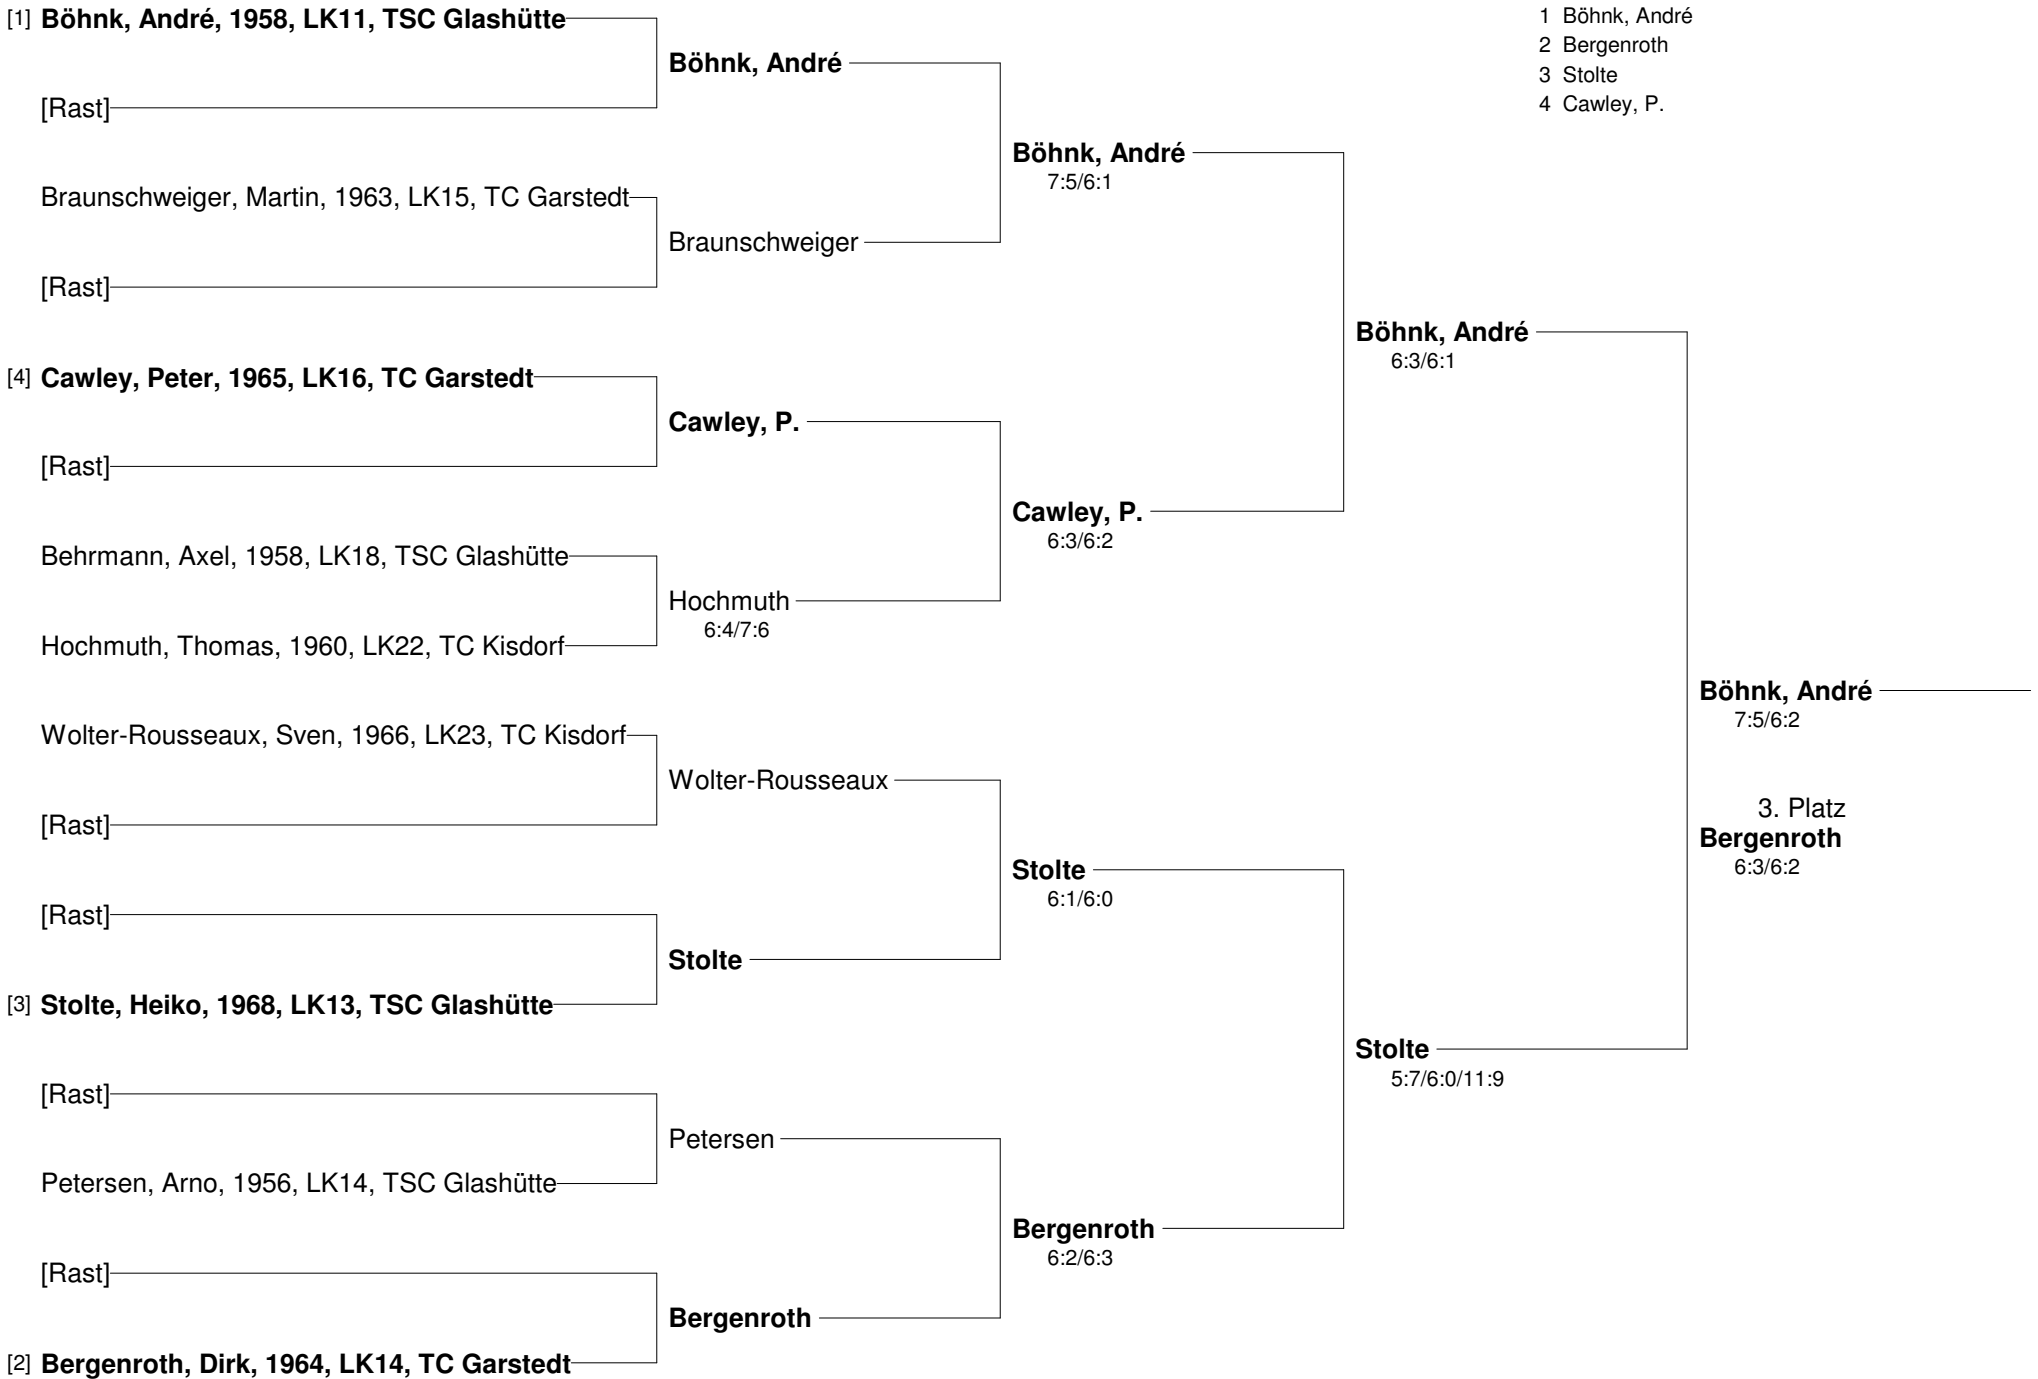 [1] Böhnk, André, 1958, LK11, TSC Glashütte
[Rast]
Braunschweiger, Martin, 1963, LK15, TC Garstedt
[Rast]
[4] Cawley, Peter, 1965, LK16, TC Garstedt
[Rast]
Behrmann, Axel, 1958, LK18, TSC Glashütte
Hochmuth, Thomas, 1960, LK22, TC Kisdorf
Wolter-Rousseaux, Sven, 1966, LK23, TC Kisdorf
[Rast]
[Rast]
[3] Stolte, Heiko, 1968, LK13, TSC Glashütte
[Rast]
Petersen, Arno, 1956, LK14, TSC Glashütte
[Rast]
[2] Bergenroth, Dirk, 1964, LK14, TC Garstedt
Böhnk, André
Braunschweiger
Cawley, P.
Hochmuth
6:4/7:6
Wolter-Rousseaux
Stolte
Petersen
Bergenroth
Böhnk, André
7:5/6:1
Cawley, P.
6:3/6:2
Stolte
6:1/6:0
Bergenroth
6:2/6:3
Böhnk, André
6:3/6:1
Stolte
5:7/6:0/11:9
Böhnk, André
7:5/6:2
3. Platz
Bergenroth
6:3/6:2
1 Böhnk, André
2 Bergenroth
3 Stolte
4 Cawley, P.